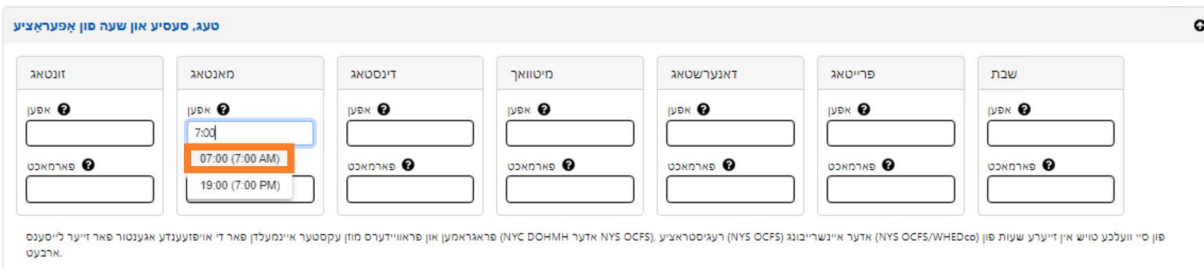 טעג, סעסיע און שעה פון אָפּעראַציע
זונטאג
מאנטאג
דינסטאג
מיטוואך
דאנערשטאג
פרייטאג
שבת
אפען
אפען
אפען
אפען
אפען
אפען
אפען
7:00
07:00 (7:00 AM)
19:00 (7:00 PM)
פארמאכט
פארמאכט
פארמאכט
פארמאכט
פארמאכט
פארמאכט
פון סיי וועלכע טויש אין זייערע שעות פון (NYS OCFS/WHEDco) אדער איינשרייבונג (NYS OCFS) רעגיסטראציע ,(NYC DOHMH אדער NYS OCFS) פראגראמען און פראוויידערס מוזן עקסטער איינמעלדן פאר די אויפזעענדע אגענטור פאר זייער לייסענס
ארבעט.